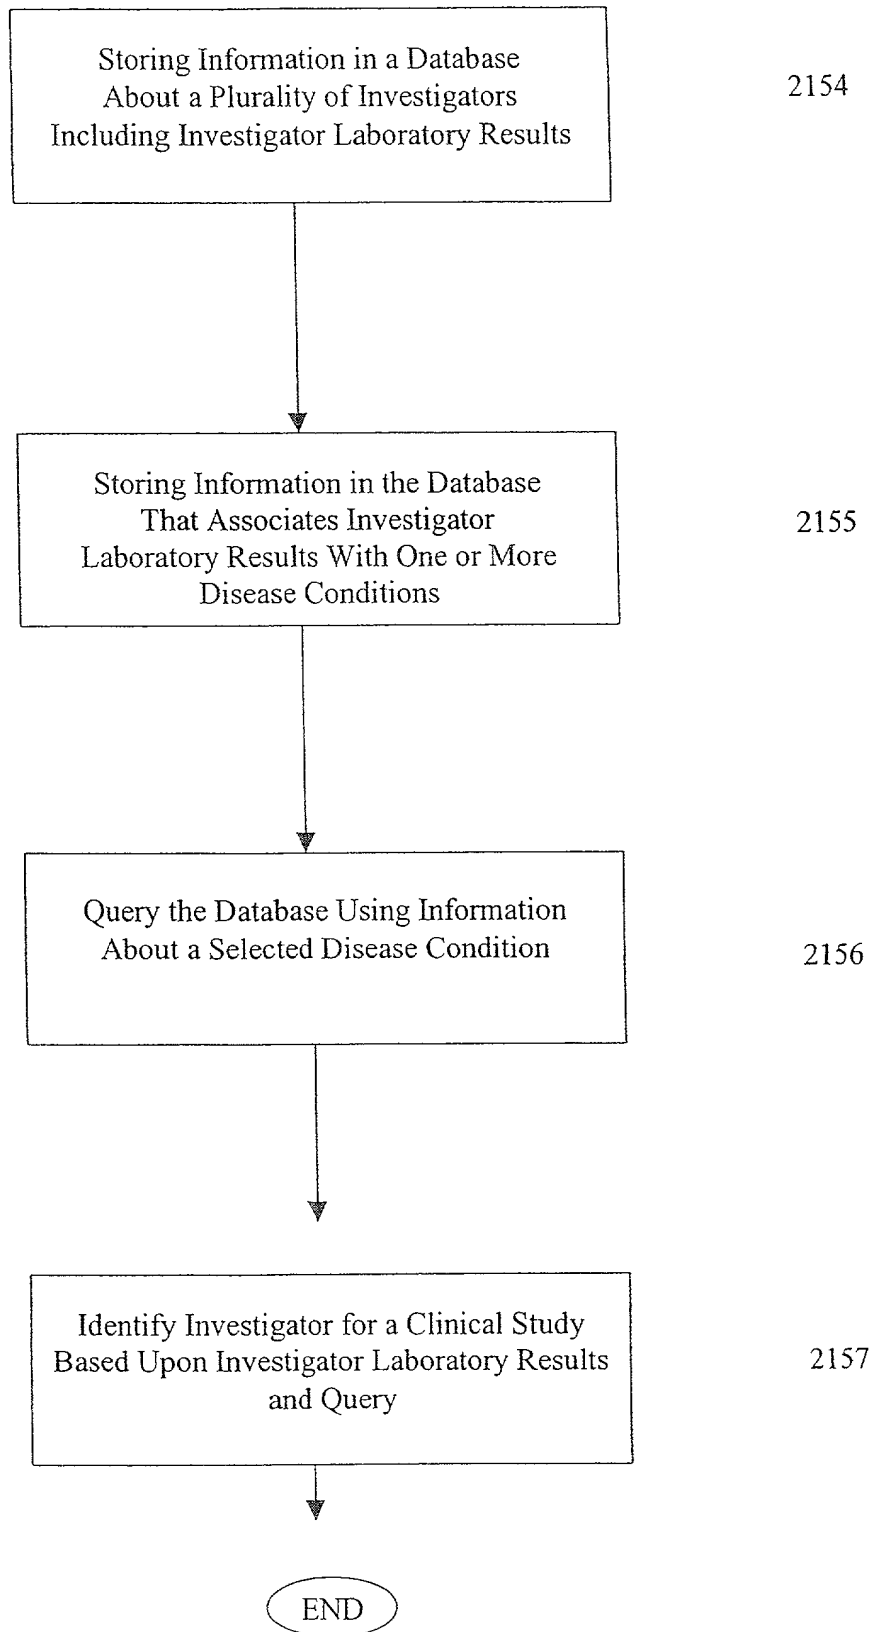 Storing Information in a Database
About a Plurality of Investigators
Including Investigator Laboratory Results
2154
Storing Information in the Database
That Associates Investigator
Laboratory Results With One or More
Disease Conditions
2155
Query the Database Using Information
About a Selected Disease Condition
2156
Identify Investigator for a Clinical Study
Based Upon Investigator Laboratory Results
and Query
2157
END